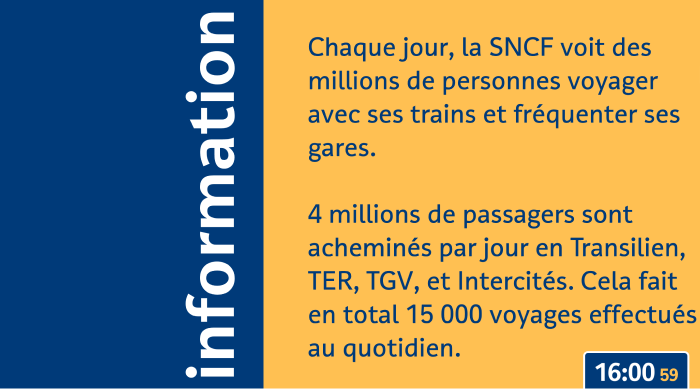 information
Chaque jour, la SNCF voit des
millions de personnes voyager
avec ses trains et fréquenter ses
gares.
4 millions de passagers sont
acheminés par jour en Transilien,
TER, TGV, et Intercités. Cela fait
en total 15 000 voyages effectués
au quotidien.
16:00 59